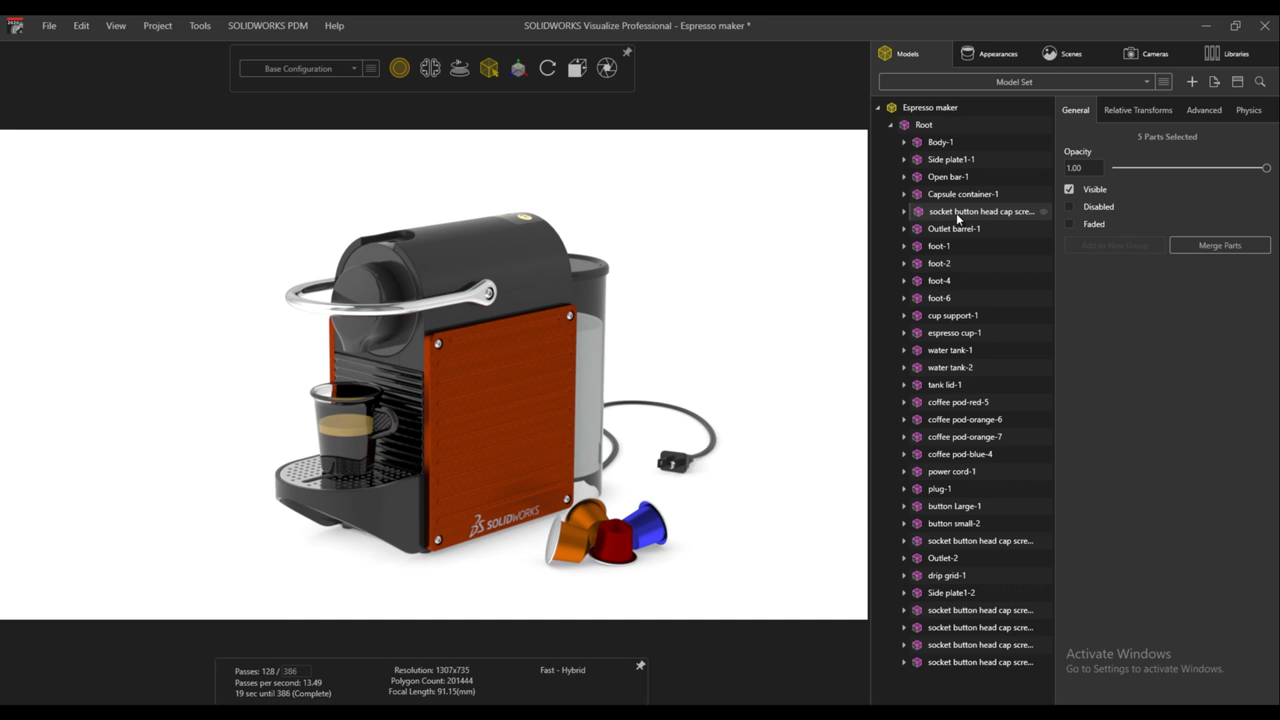 File Edit View Project Tools SOLIDWORKS PDM Help
SOLIDWORKS Visualize Professional - Espresso maker *
Base Configuration
Models Appearances Scenes Cameras Libraries
Model Set
Espresso maker
Root
Body-1
Side plate1-1
Open bar-1
Capsule container-1
socket button head cap scre...
Outlet barrel-1
foot-1
foot-2
foot-4
foot-6
cup support-1
espresso cup-1
water tank-1
water tank-2
tank lid-1
coffee pod-red-5
coffee pod-orange-6
coffee pod-orange-7
coffee pod-blue-4
power cord-1
plug-1
button Large-1
button small-2
socket button head cap scre...
Outlet-2
drip grid-1
Side plate1-2
socket button head cap scre...
socket button head cap scre...
socket button head cap scre...
socket button head cap scre...
General Relative Transforms Advanced Physics
5 Parts Selected
Opacity
1.00
Visible
Disabled
Faded
Add to New Group Merge Parts
SOLIDWORKS
Passes: 128 / 386
Passes per second: 13.49
19 sec until 386 (Complete)
Resolution: 1307x735
Polygon Count: 201444
Focal Length: 91.15(mm)
Fast - Hybrid
Activate Windows
Go to Settings to activate Windows.